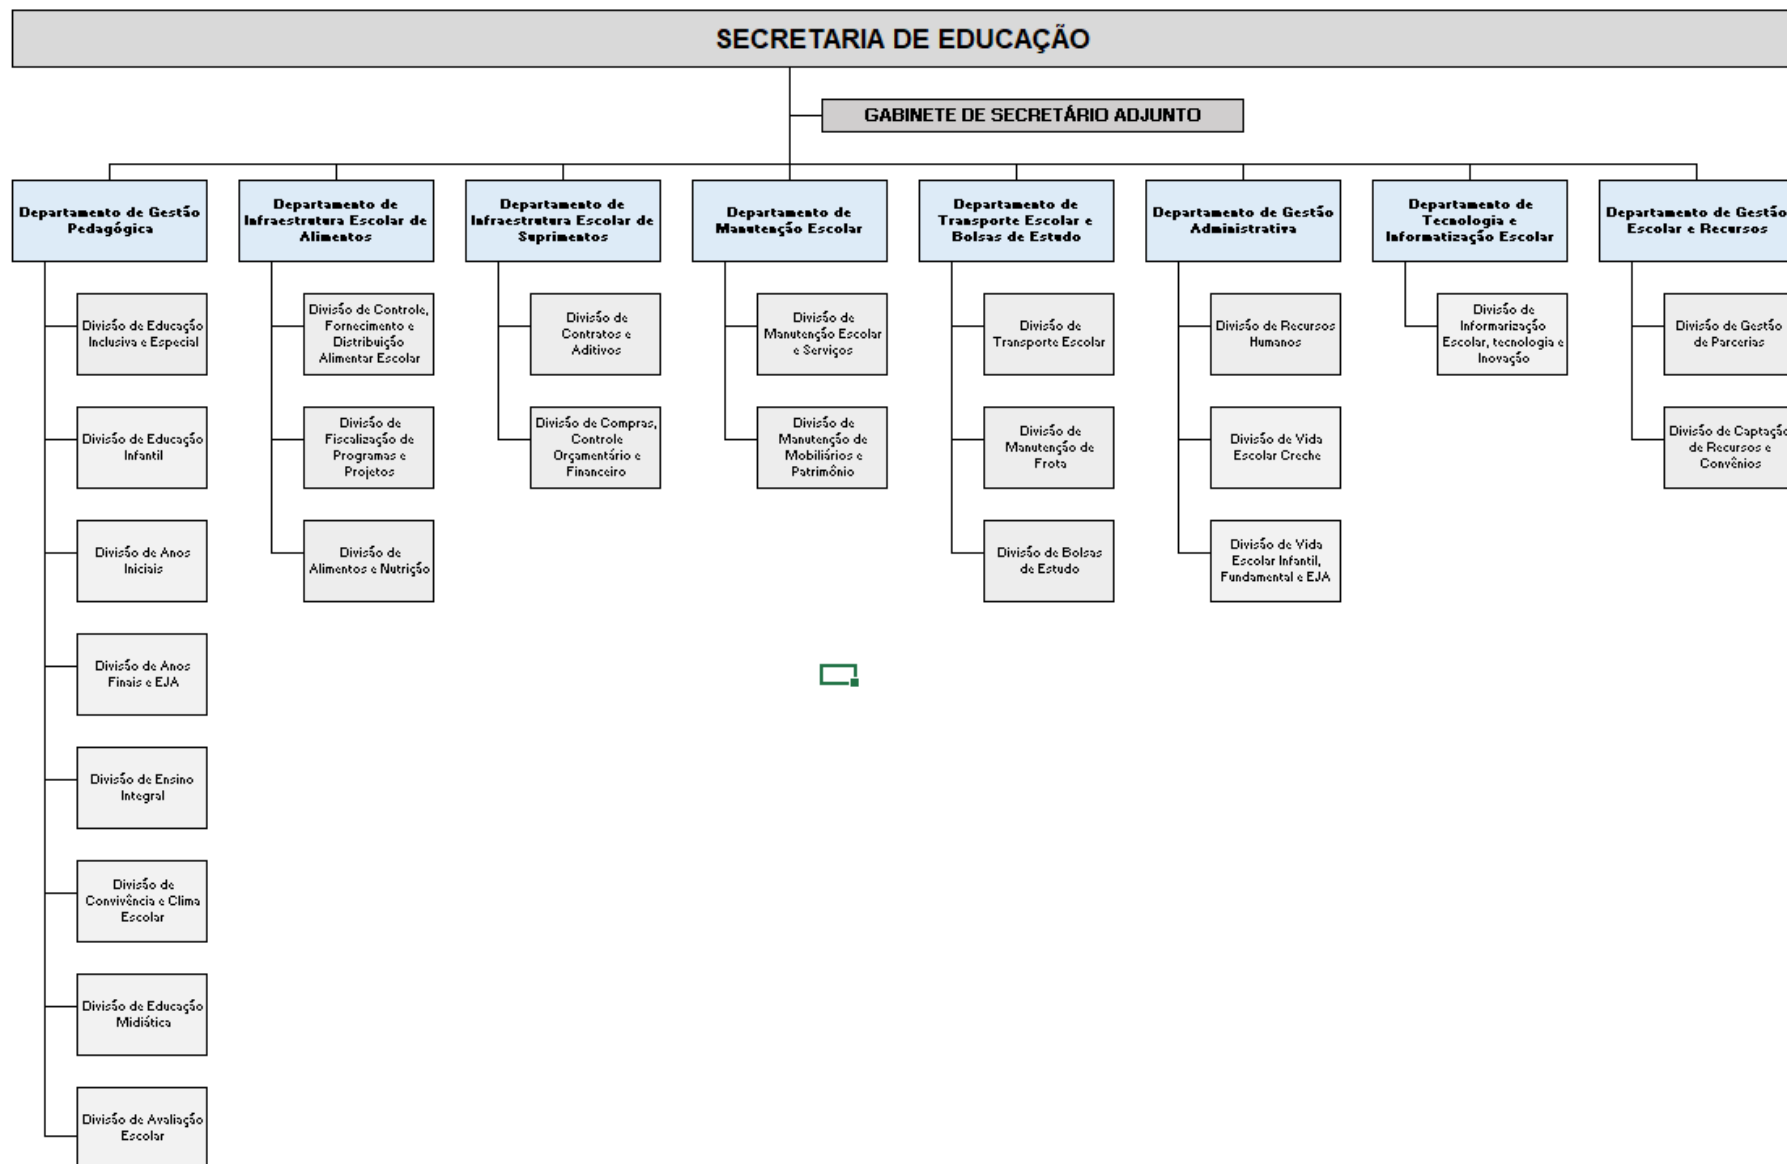 SECRETARIA DE EDUCAÇÃO
GABINETE DE SECRETÁRIO ADJUNTO
Departamento de Gestão
Pedagógica
Departamento de
Infraestrutura Escolar de
Alimentos
Departamento de
Infraestrutura Escolar de
Suprimentos
Departamento de
Manutenção Escolar
Departamento de
Transporte Escolar e
Bolsas de Estudo
Departamento de Gestão
Administrativa
Departamento de
Tecnologia e
Informatização Escolar
Departamento de Gestão
Escolar e Recursos
Divisão de Educação
Inclusiva e Especial
Divisão de Controle,
Fornecimento e
Distribuição
Alimentar Escolar
Divisão de
Contratos e
Aditivos
Divisão de
Manutenção Escolar
e Serviços
Divisão de
Transporte Escolar
Divisão de Recursos
Humanos
Divisão de
Informarização
Escolar, tecnologia e
Inovação
Divisão de Gestão
de Parcerias
Divisão de Educação
Infantil
Divisão de
Fiscalização de
Programas e
Projetos
Divisão de Compras,
Controle
Orçamentário e
Financeiro
Divisão de
Manutenção de
Mobiliários e
Patrimônio
Divisão de
Manutenção de
Frota
Divisão de Vida
Escolar Creche
Divisão de Captação
de Recursos e
Convênios
Divisão de Anos
Iniciais
Divisão de
Alimentos e Nutrição
Divisão de Bolsas
de Estudo
Divisão de Vida
Escolar Infantil,
Fundamental e EJA
Divisão de Anos
Finais e EJA
Divisão de Ensino
Integral
Divisão de
Convivência e Clima
Escolar
Divisão de Educação
Midiática
Divisão de Avaliação
Escolar